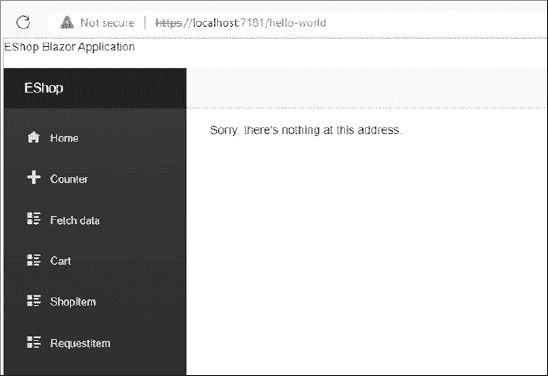 Not secure | https://localhost:7181/hello-world
EShop Blazor Application
EShop
Sorry, there's nothing at this address.
Home
Counter
Fetch data
Cart
ShopItem
RequestItem